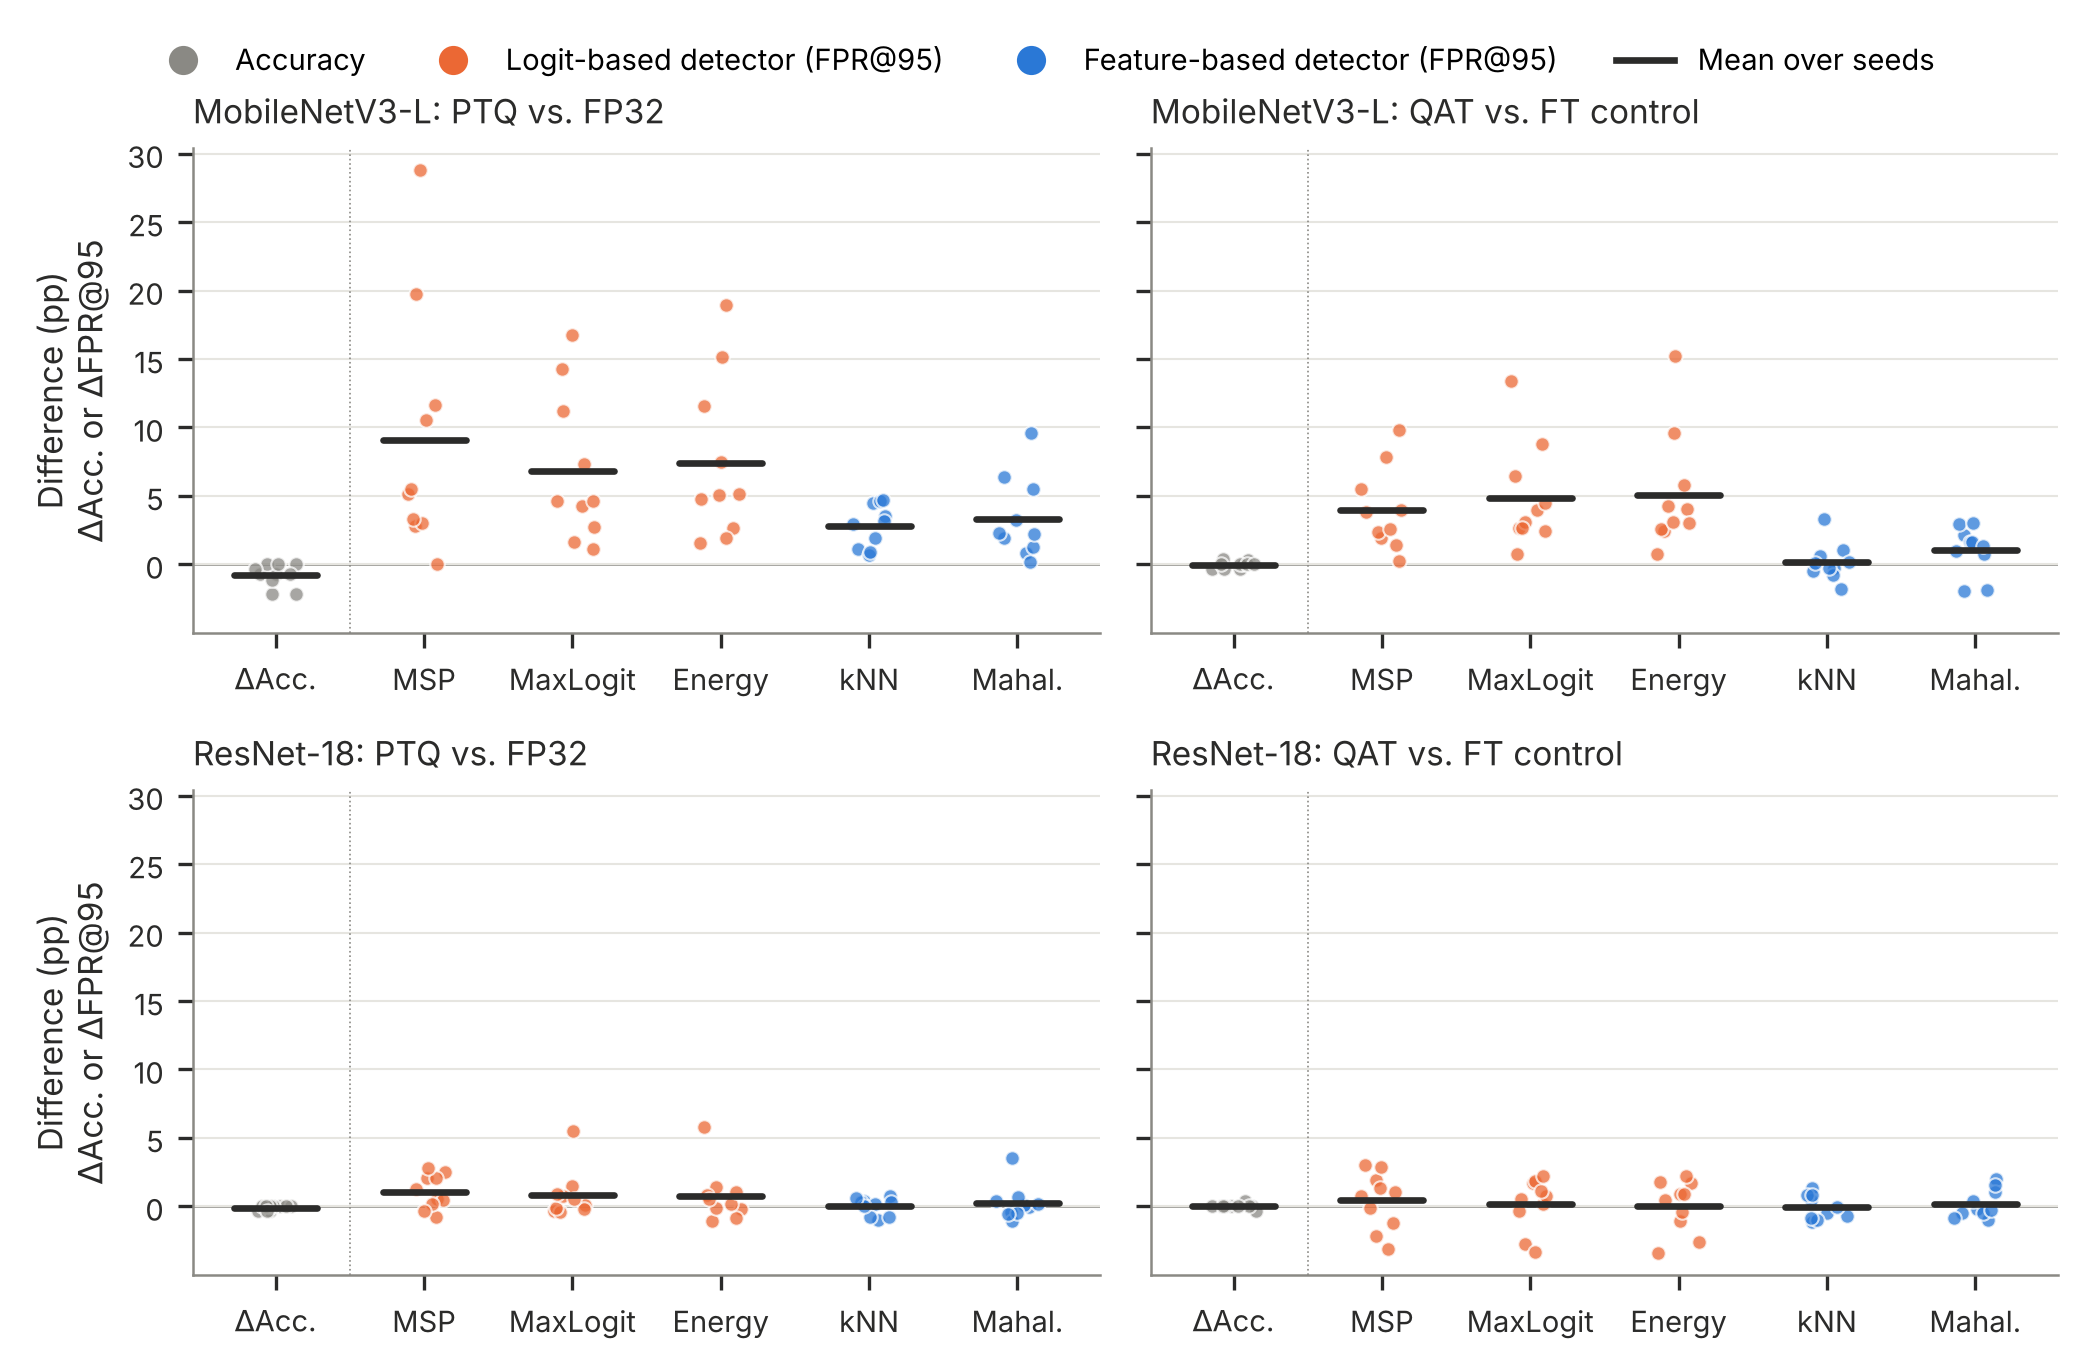 Accuracy
Logit-based detector (FPR@95)
Feature-based detector (FPR@95)
Mean over seeds
MobileNetV3-L: PTQ vs. FP32
Difference (pp)
ΔAcc. or ΔFPR@95
30
25
20
15
10
5
0
ΔAcc.
MSP
MaxLogit
Energy
kNN
Mahal.
MobileNetV3-L: QAT vs. FT control
ΔAcc.
MSP
MaxLogit
Energy
kNN
Mahal.
ResNet-18: PTQ vs. FP32
Difference (pp)
ΔAcc. or ΔFPR@95
30
25
20
15
10
5
0
ΔAcc.
MSP
MaxLogit
Energy
kNN
Mahal.
ResNet-18: QAT vs. FT control
ΔAcc.
MSP
MaxLogit
Energy
kNN
Mahal.